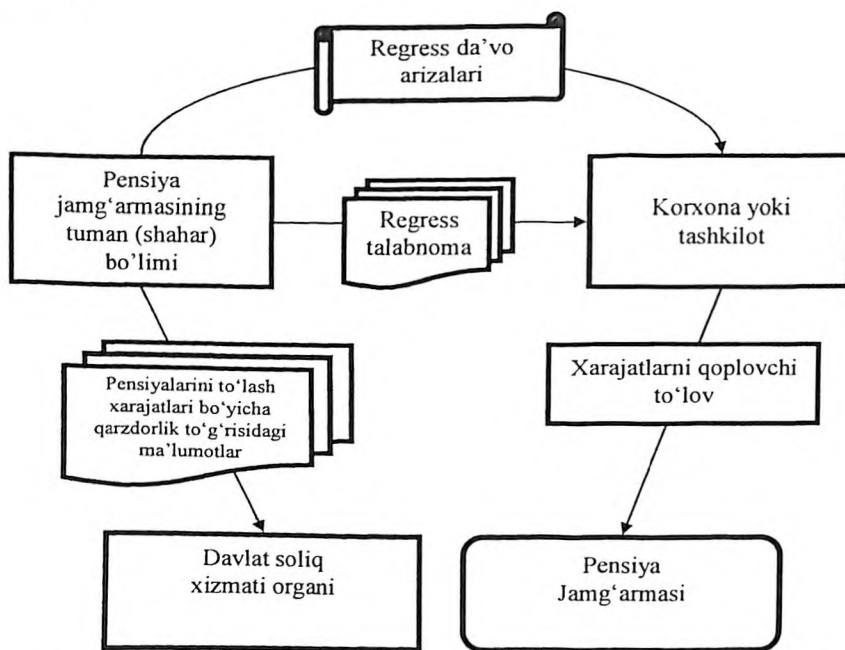 Regress da’vo
arizalari
Pensiya
jamg‘armasining
tuman (shahar)
bo’limi
Regress
talabnoma
Korxona yoki
tashkilot
Pensiyalarini to‘lash
xarajatlari bo‘yicha
qarzdorlik to‘g‘risidagi
ma’lumotlar
Xarajatlarni qoplovchi
to‘lov
Davlat soliq
xizmati organi
Pensiya
Jamg‘armasi